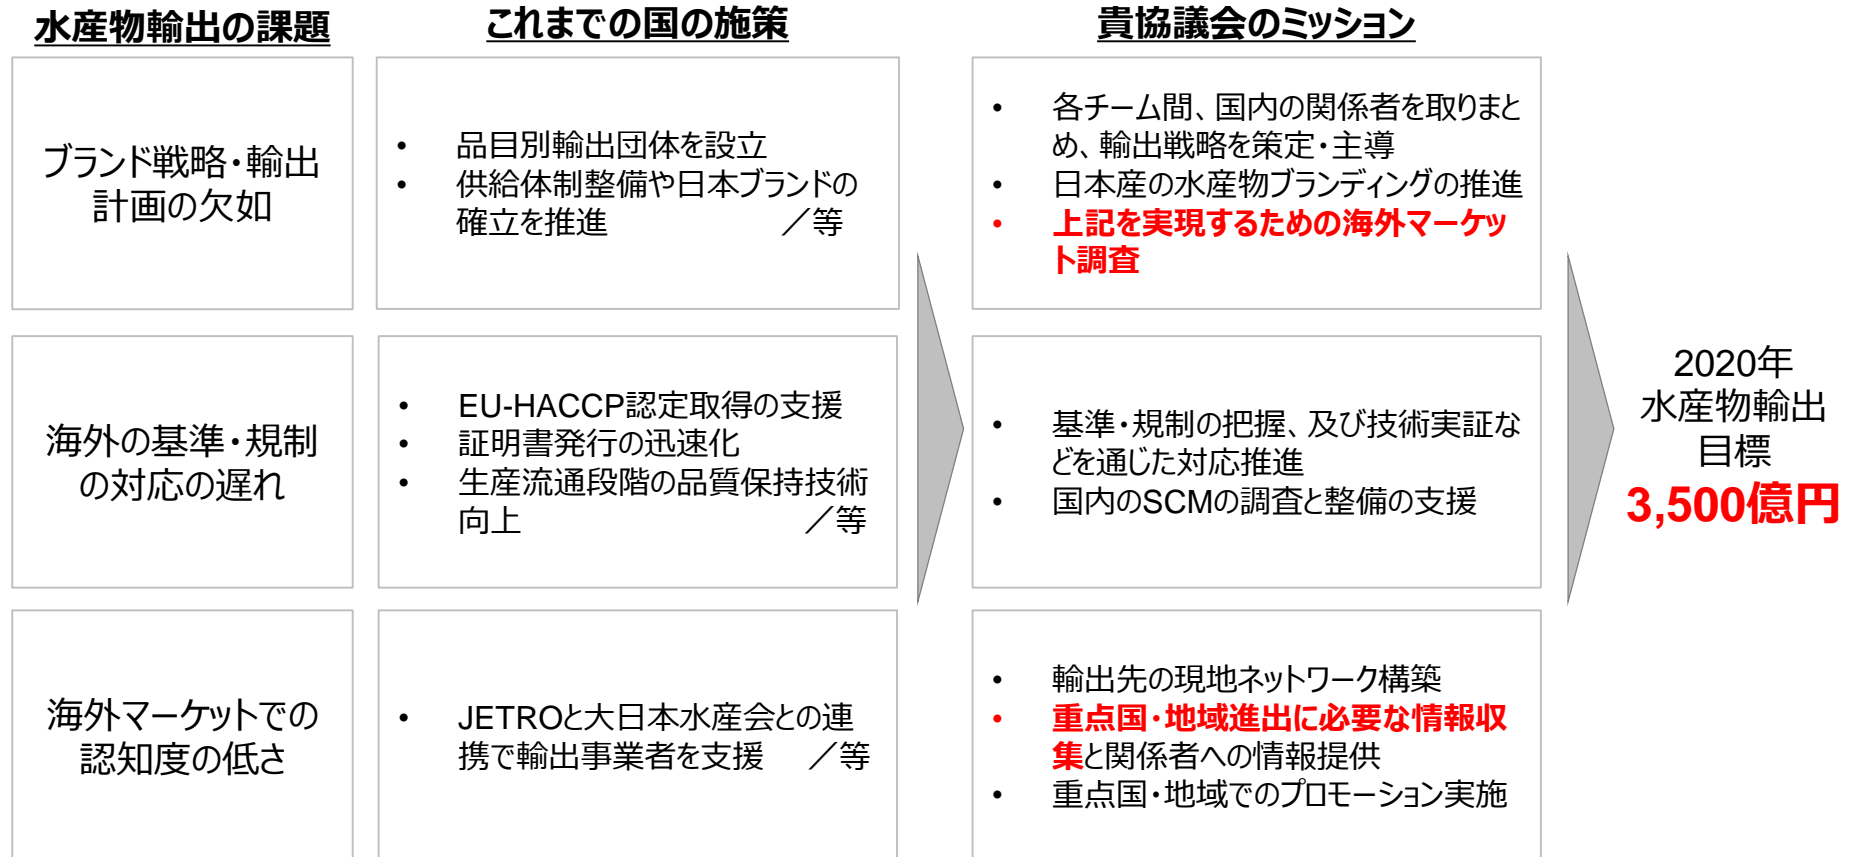 水産物輸出の課題
これまでの国の施策
貴協議会のミッション
ブランド戦略・輸出
計画の欠如
• 品目別輸出団体を設立
• 供給体制整備や日本ブランドの
確立を推進 ／等
• 各チーム間、国内の関係者を取りまと
め、輸出戦略を策定・主導
• 日本産の水産物ブランディングの推進
• 上記を実現するための海外マーケッ
ト調査
海外の基準・規制
の対応の遅れ
• EU-HACCP認定取得の支援
• 証明書発行の迅速化
• 生産流通段階の品質保持技術
向上 ／等
• 基準・規制の把握、及び技術実証な
どを通じた対応推進
• 国内のSCMの調査と整備の支援
海外マーケットでの
認知度の低さ
• JETROと大日本水産会との連
携で輸出事業者を支援 ／等
• 輸出先の現地ネットワーク構築
• 重点国・地域進出に必要な情報収
集と関係者への情報提供
• 重点国・地域でのプロモーション実施
2020年
水産物輸出
目標
3,500億円